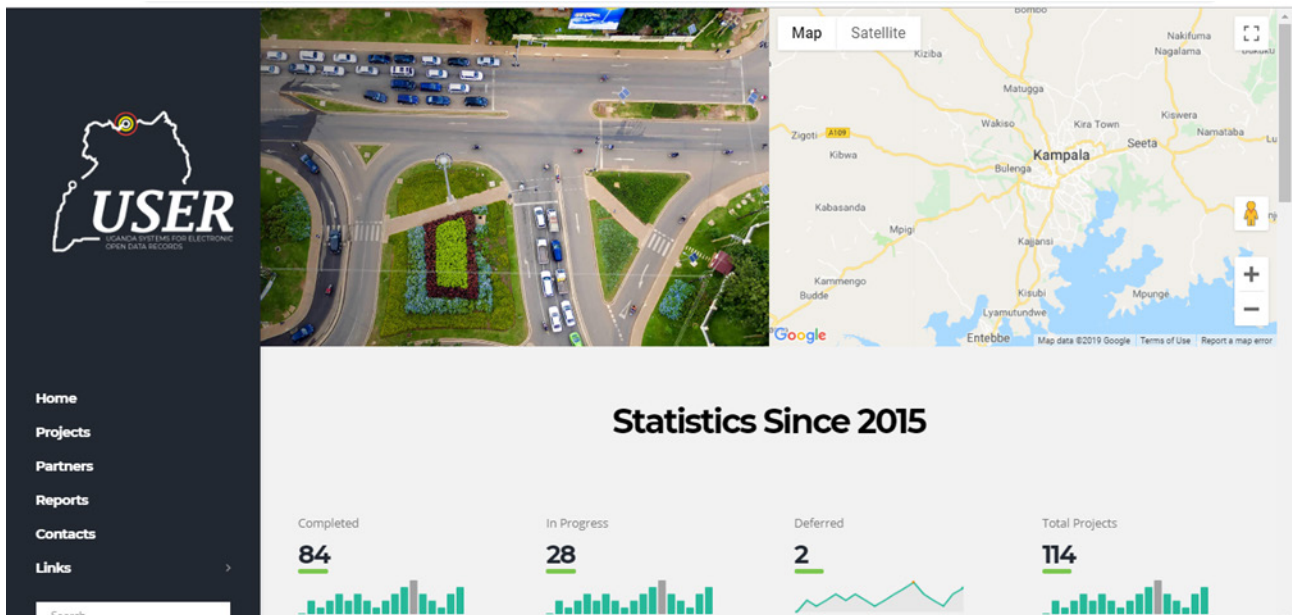 USER
UGANDA SYSTEMS FOR ELECTRONIC
OPEN DATA RECORDS
Home
Projects
Partners
Reports
Contacts
Links
Search
Map
Satellite
Bombo
Nakifuma
Nagalama
Kiziba
Matugga
Wakiso
Kira Town
Kiswera
Namataba
Zigoti
A109
Kibwa
Kampala
Seeta
Lu
Bulenga
Kabasanda
Mpigi
Kajjansi
Kammengo
Budde
Kisubi
Mpunge
Lyamutundwe
Entebbe
Google
Map data ©2019 Google
Terms of Use
Report a map error
Statistics Since 2015
Completed
84
In Progress
28
Deferred
2
Total Projects
114